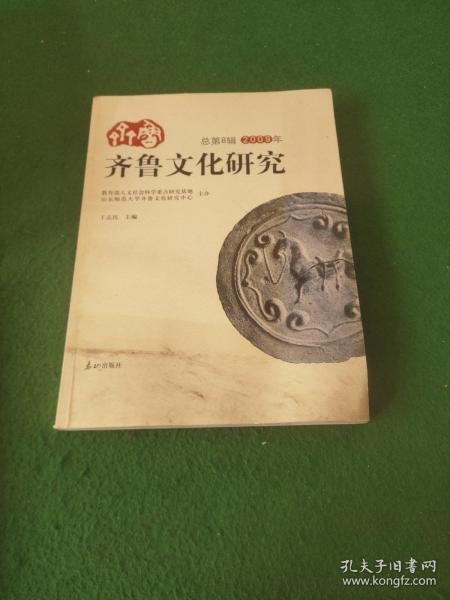 齐鲁
总第8辑 2009年
齐鲁文化研究
教育部人文社会科学重点研究基地
山东师范大学齐鲁文化研究中心 主办
王志民 主编
泰山出版社
孔夫子旧书网
www.kongfz.com